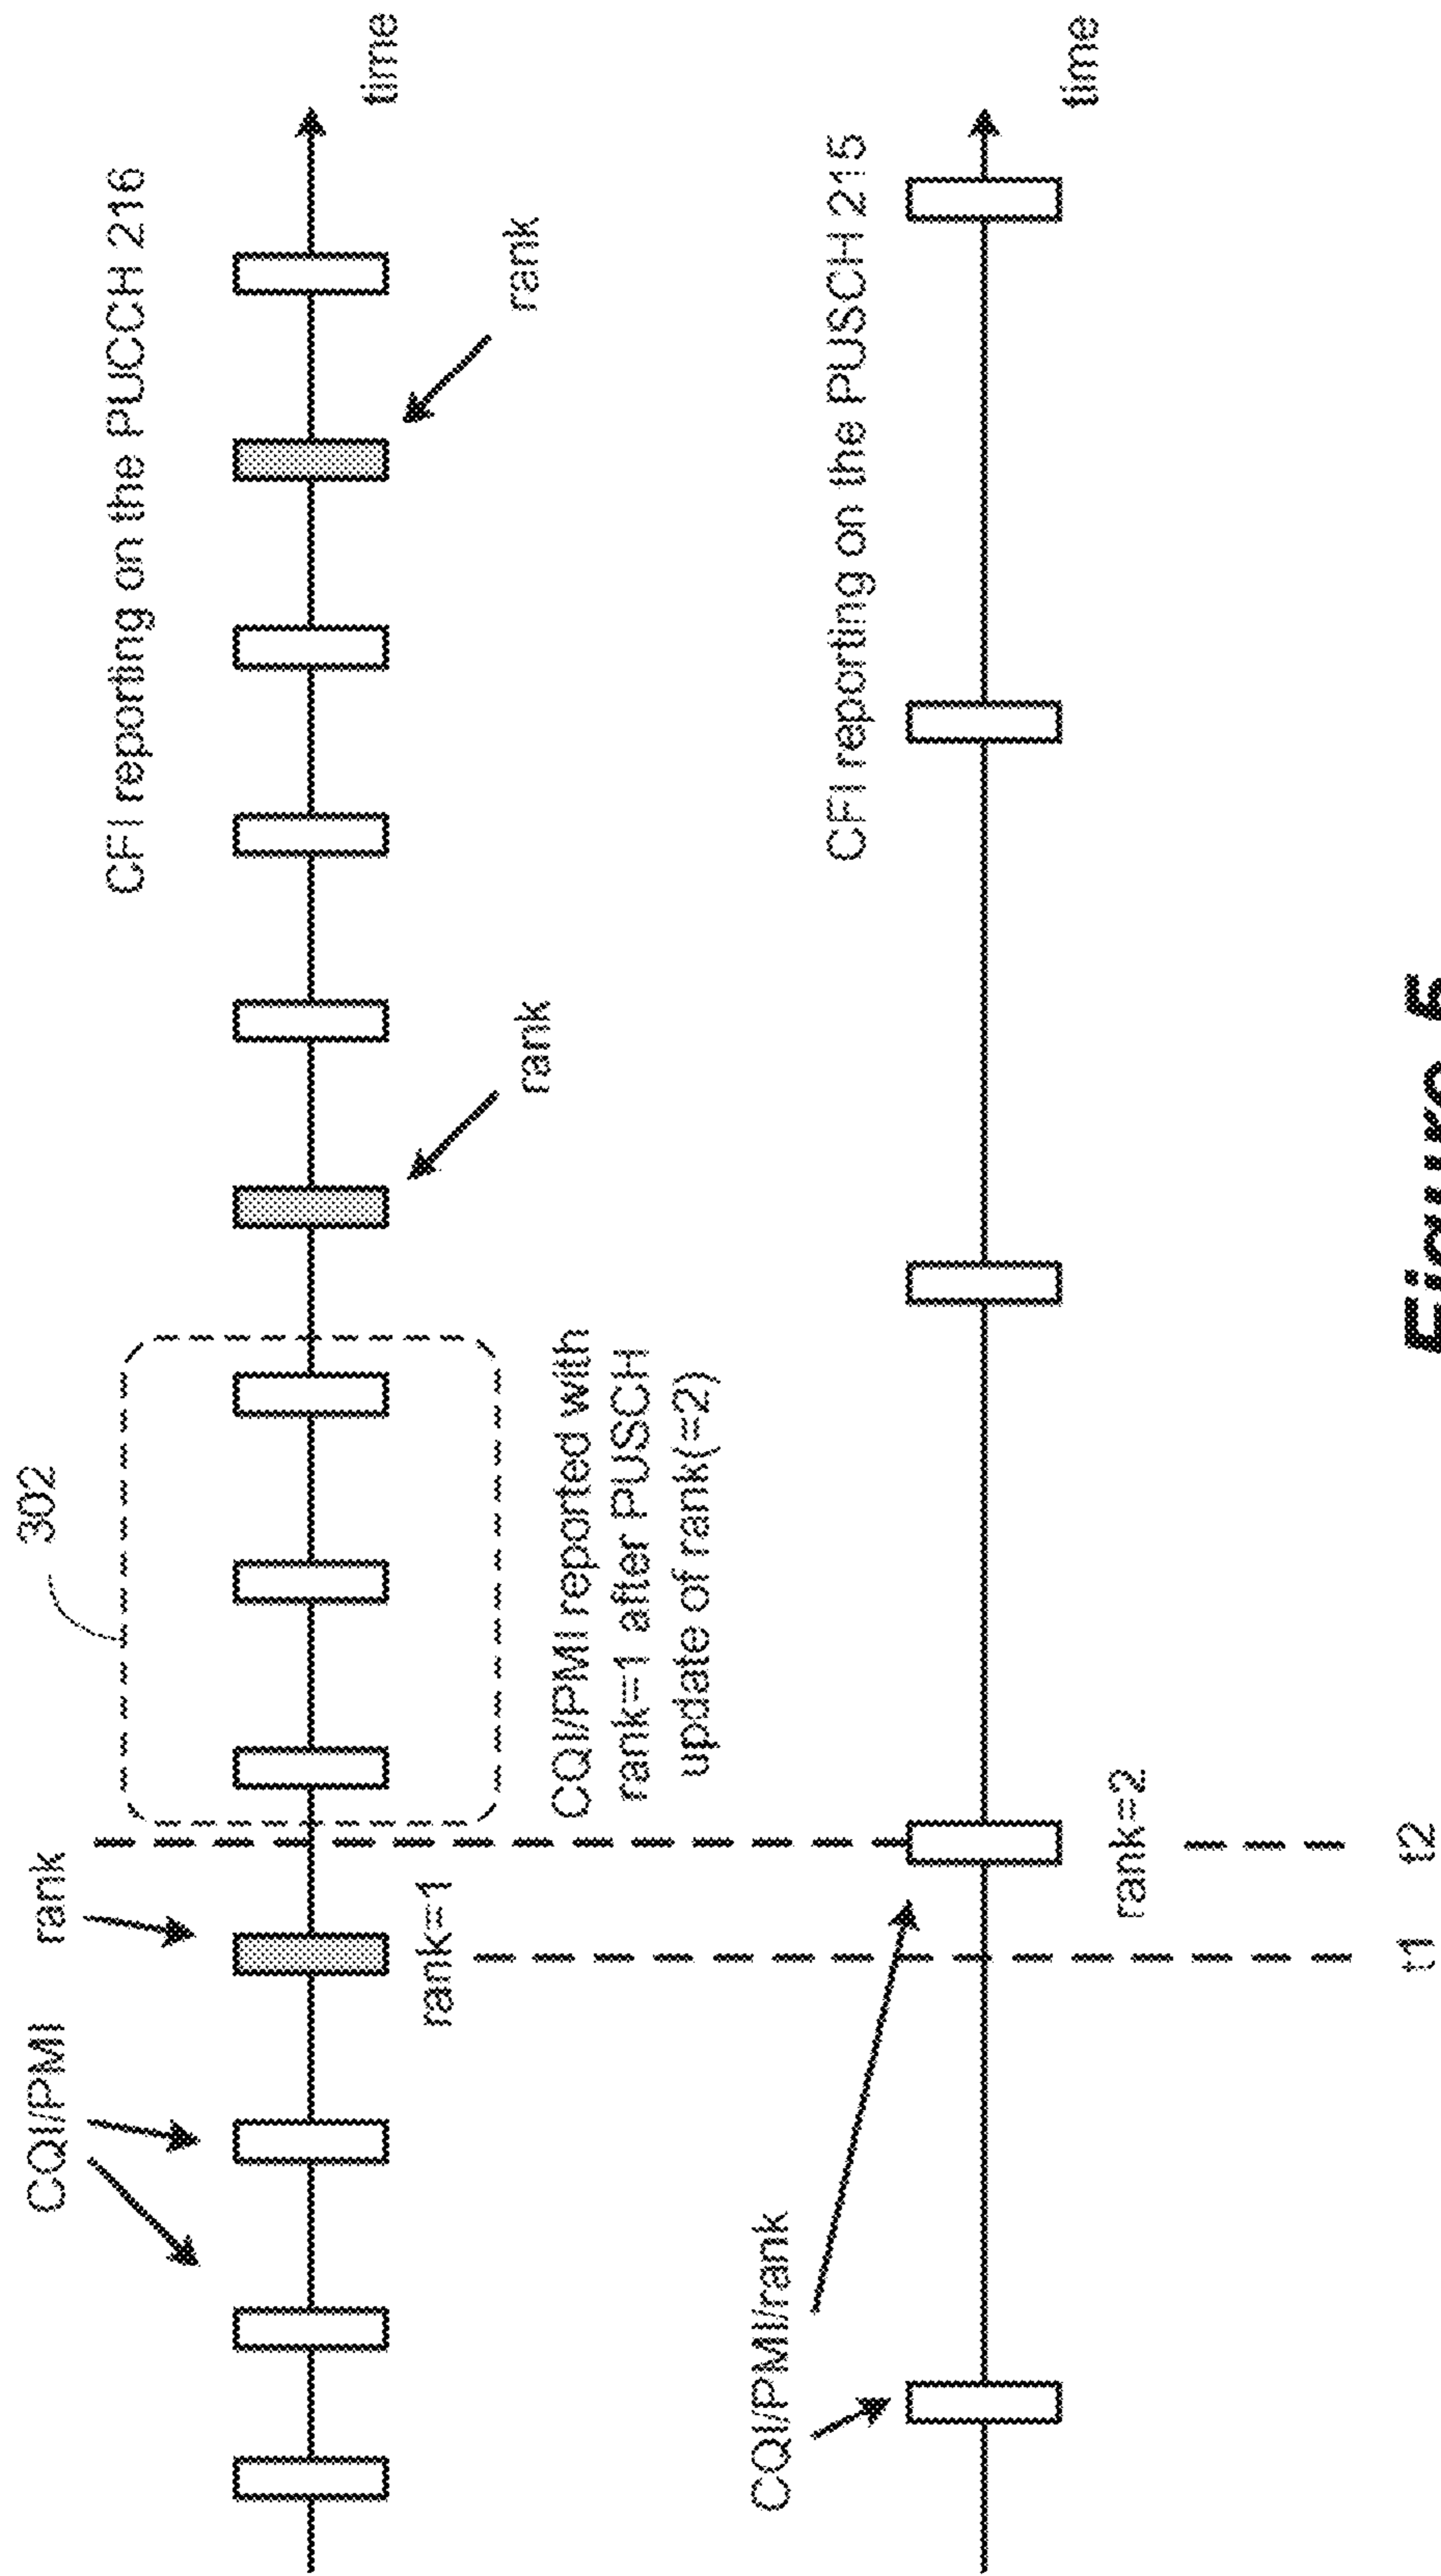 CQI/PMI
rank
302
CFI reporting on the PUCCH 216
time
rank=1
CQI/PMI reported with
rank=1 after PUSCH
update of rank(=2)
rank
rank
CQI/PMI/rank
CFI reporting on the PUSCH 215
time
rank=2
t1
t2
Figure 5